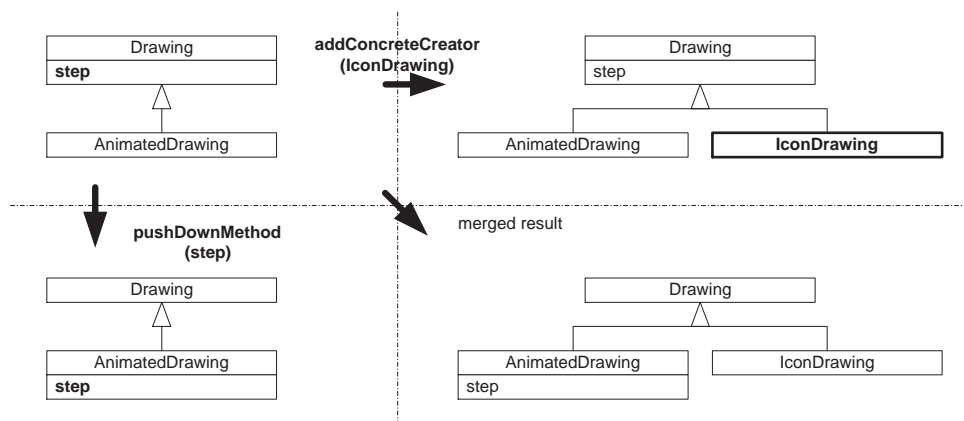 Drawing
step
AnimatedDrawing
addConcreteCreator
(IconDrawing)
Drawing
step
AnimatedDrawing
IconDrawing
pushDownMethod
(step)
merged result
Drawing
AnimatedDrawing
step
Drawing
AnimatedDrawing
step
IconDrawing